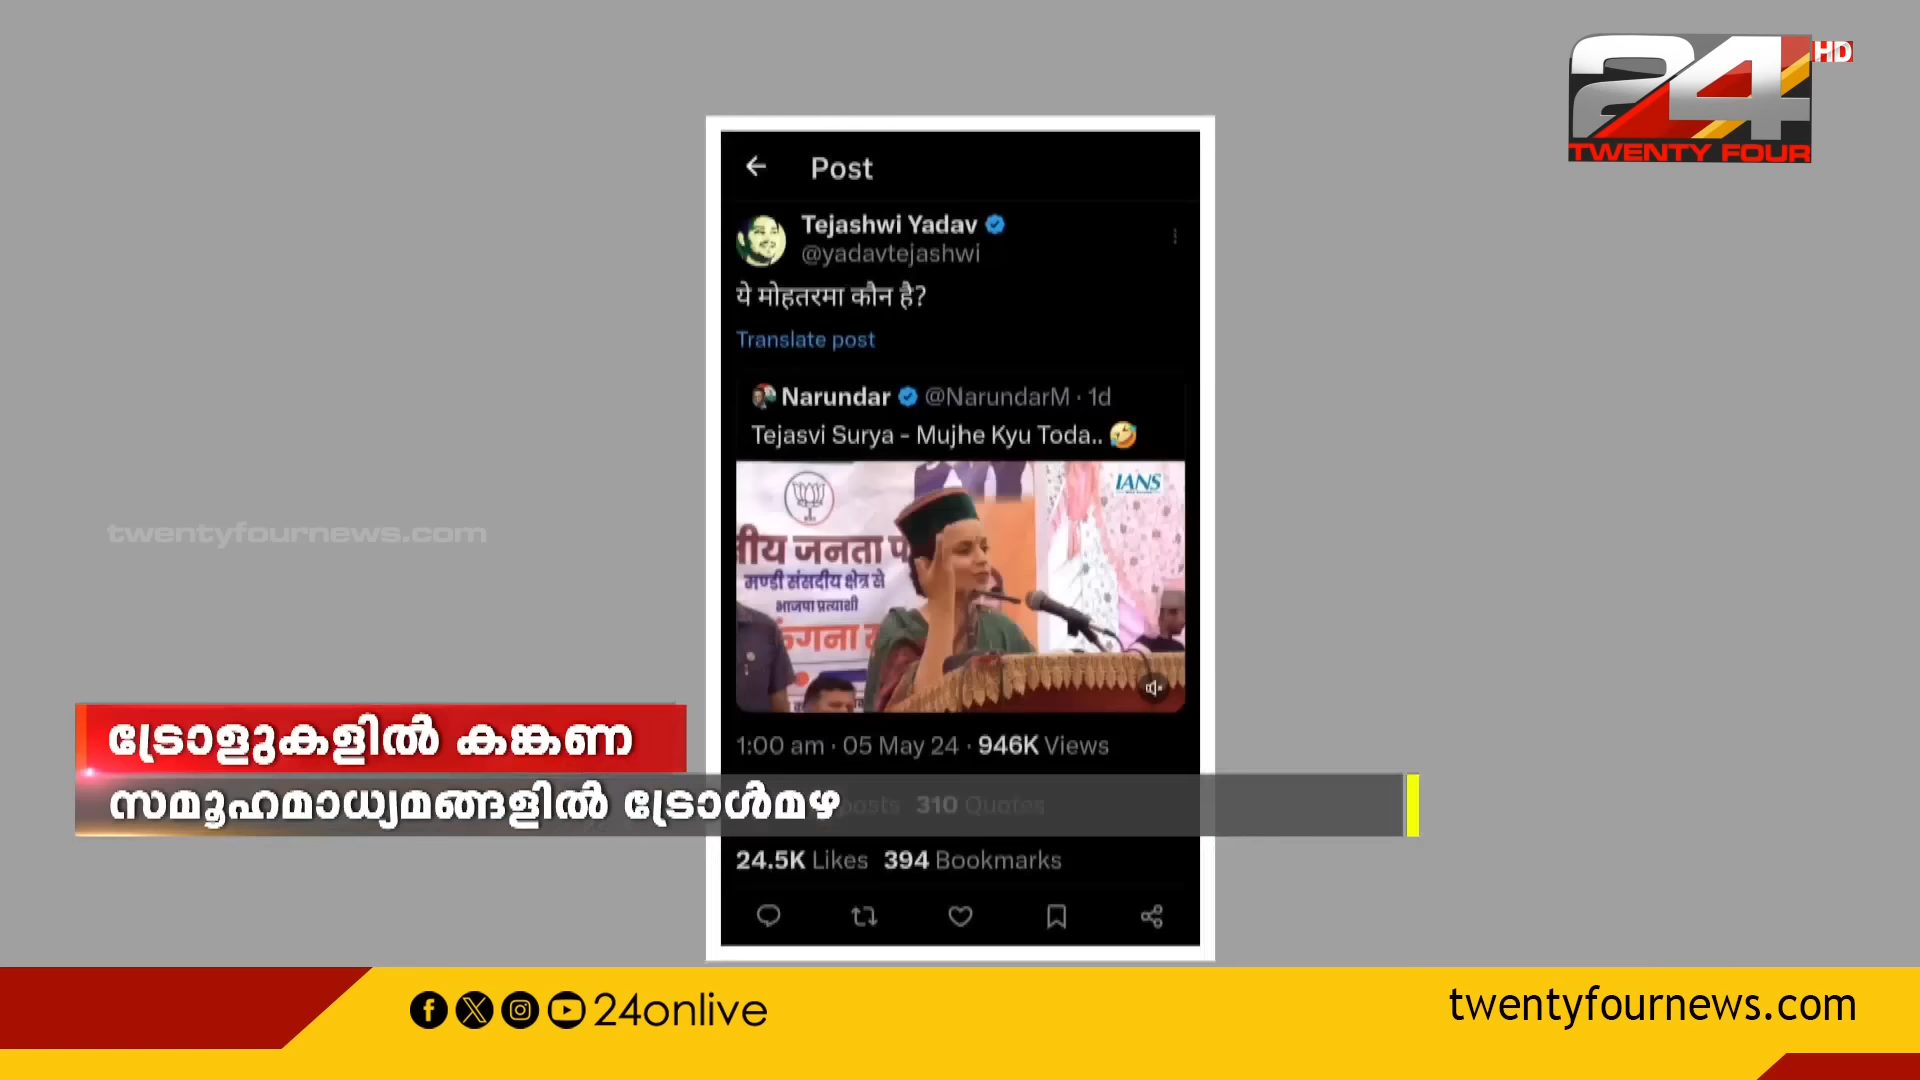 24 HD
TWENTY FOUR
Post
Tejashwi Yadav
@yadavtejashwi
ये मोहतरमा कौन है?
Translate post
Narundar @NarundarM · 1d
Tejasvi Surya - Mujhe Kyu Toda.. 🤣
IANS
जनता
मण्डी संसदीय क्षेत्र से
भाजपा प्रत्याशी
कंगना
twentyfournews.com
1:00 am · 05 May 24 · 946K Views
310 Quotes
24.5K Likes 394 Bookmarks
ട്രോളുകളിൽ കങ്കണ
സമൂഹമാധ്യമങ്ങളിൽ ട്രോൾമഴ
24onlive
twentyfournews.com